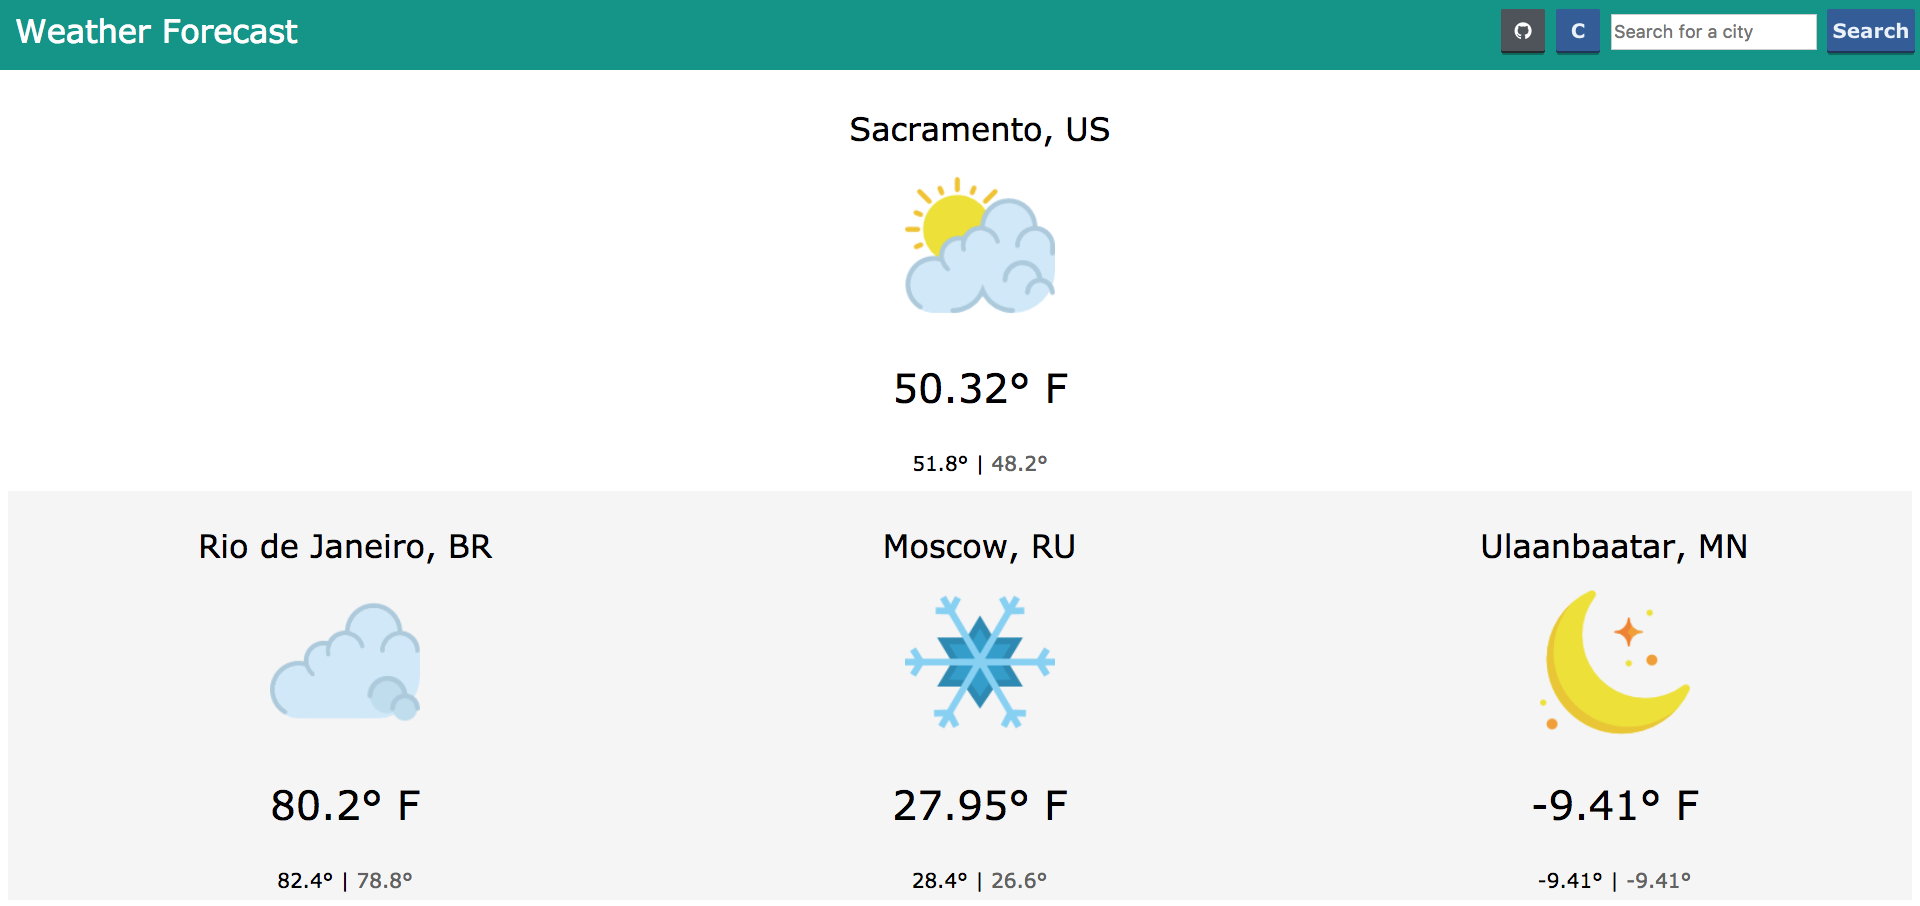 Weather Forecast
C
Search for a city
Search
Sacramento, US
50.32° F
51.8° | 48.2°
Rio de Janeiro, BR
Moscow, RU
Ulaanbaatar, MN
80.2° F
27.95° F
-9.41° F
82.4° | 78.8°
28.4° | 26.6°
-9.41° | -9.41°